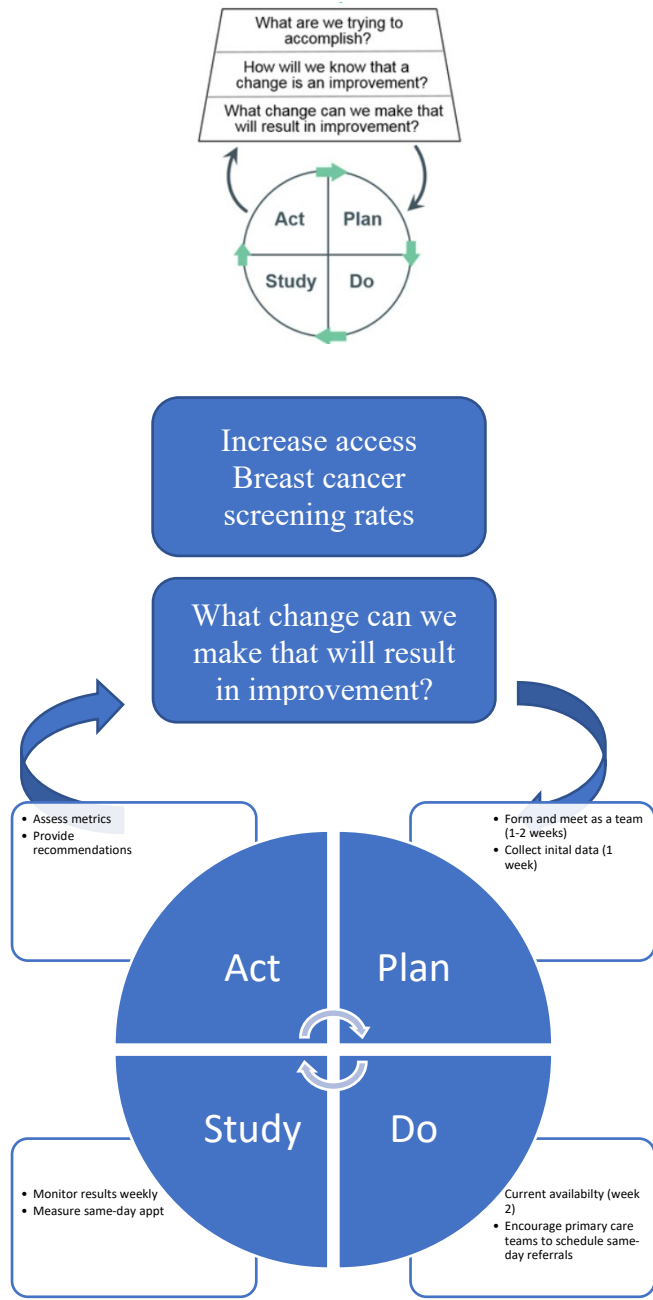 What are we trying to
accomplish?
How will we know that a
change is an improvement?
What change can we make that
will result in improvement?
Act
Plan
Study
Do
Increase access
Breast cancer
screening rates
What change can we
make that will result
in improvement?
• Assess metrics
• Provide
recommendations
• Form and meet as a team
(1-2 weeks)
• Collect inital data (1
week)
Act
Plan
Study
Do
• Monitor results weekly
• Measure same-day appt
Current availabilty (week
2)
• Encourage primary care
teams to schedule same-
day referrals